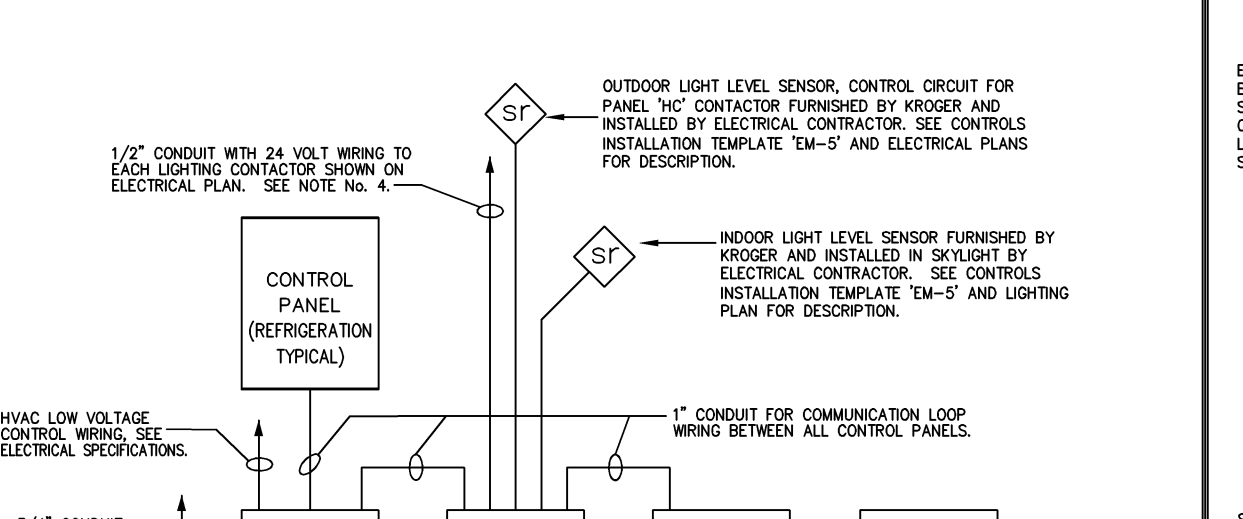 OUTDOOR LIGHT LEVEL SENSOR, CONTROL CIRCUIT FOR
PANEL 'HC' CONTACTOR FURNISHED BY KROGER AND
INSTALLED BY ELECTRICAL CONTRACTOR. SEE CONTROLS
INSTALLATION TEMPLATE 'EM-5' AND ELECTRICAL PLANS
FOR DESCRIPTION.
sr
1/2" CONDUIT WITH 24 VOLT WIRING TO
EACH LIGHTING CONTACTOR SHOWN ON
ELECTRICAL PLAN. SEE NOTE No. 4.
sr
INDOOR LIGHT LEVEL SENSOR FURNISHED BY
KROGER AND INSTALLED IN SKYLIGHT BY
ELECTRICAL CONTRACTOR. SEE CONTROLS
INSTALLATION TEMPLATE 'EM-5' AND LIGHTING
PLAN FOR DESCRIPTION.
CONTROL
PANEL
(REFRIGERATION
TYPICAL)
HVAC LOW VOLTAGE
CONTROL WIRING, SEE
ELECTRICAL SPECIFICATIONS.
1" CONDUIT FOR COMMUNICATION LOOP
WIRING BETWEEN ALL CONTROL PANELS.